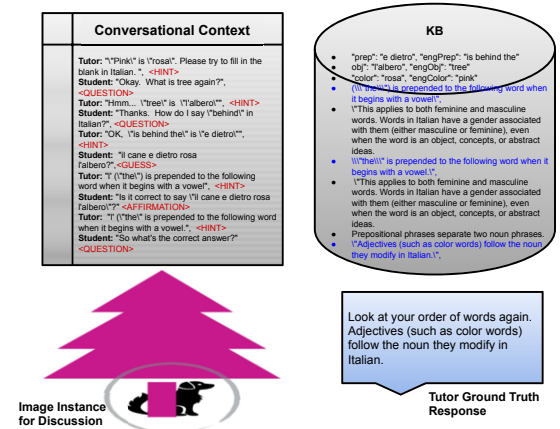 Conversational Context
Tutor: "\"Pink\" is \"rosa\". Please try to fill in the
blank in Italian. ", <HINT>
Student: "Okay. What is tree again?",
<QUESTION>
Tutor: "Hmm... \"tree\" is \"l'albero\"", <HINT>
Student: "Thanks. How do I say \"behind\" in
Italian?", <QUESTION>
Tutor: "OK, \"is behind the\" is \"e dietro\"",
<HINT>
Student: "il cane e dietro rosa
l'albero?",<GUESS>
Tutor: "l' (\"the\") is prepended to the following
word when it begins with a vowel", <HINT>
Student: "Is it correct to say \"il cane e dietro rosa
l'albero\"?" <AFFIRMATION>
Tutor: "l' (\"the\" is prepended to the following word
when it begins with a vowel.", <HINT>
Student: "So what's the correct answer?"
<QUESTION>
KB
• "prep": "e dietro", "engPrep": "is behind the"
• "obj": "l'albero", "engObj": "tree"
• "color": "rosa", "engColor": "pink"
• (\\\" the\\\") is prepended to the following word when
it begins with a vowel\",
• \"This applies to both feminine and masculine
words. Words in Italian have a gender associated
with them (either masculine or feminine), even
when the word is an object, concepts, or abstract
ideas.
• \\\"the\\\" is prepended to the following word when it
begins with a vowel.\",
• \"This applies to both feminine and masculine
words. Words in Italian have a gender associated
with them (either masculine or feminine), even
when the word is an object, concepts, or abstract
ideas.
• Prepositional phrases separate two noun phrases.
• \"Adjectives (such as color words) follow the noun
they modify in Italian.\",
Look at your order of words again.
Adjectives (such as color words)
follow the noun they modify in
Italian.
Tutor Ground Truth
Response
Image Instance
for Discussion